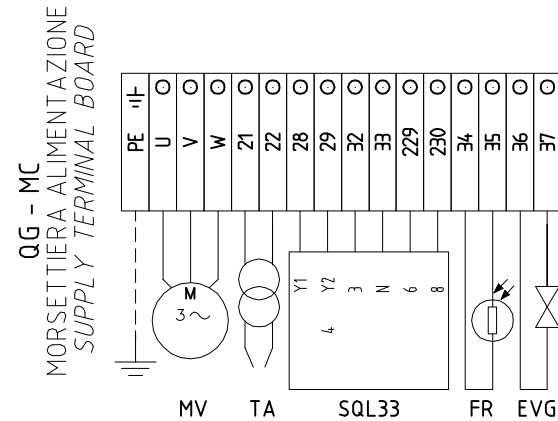 QG - MC
MORSETTIERA ALIMENTAZIONE
SUPPLY TERMINAL BOARD
PE U V W 21 22 28 29 32 33 229 230 34 35 36 37
M
3~
Y1 Y2 3 N 6 8
4
MV TA SQL33 FR EVG